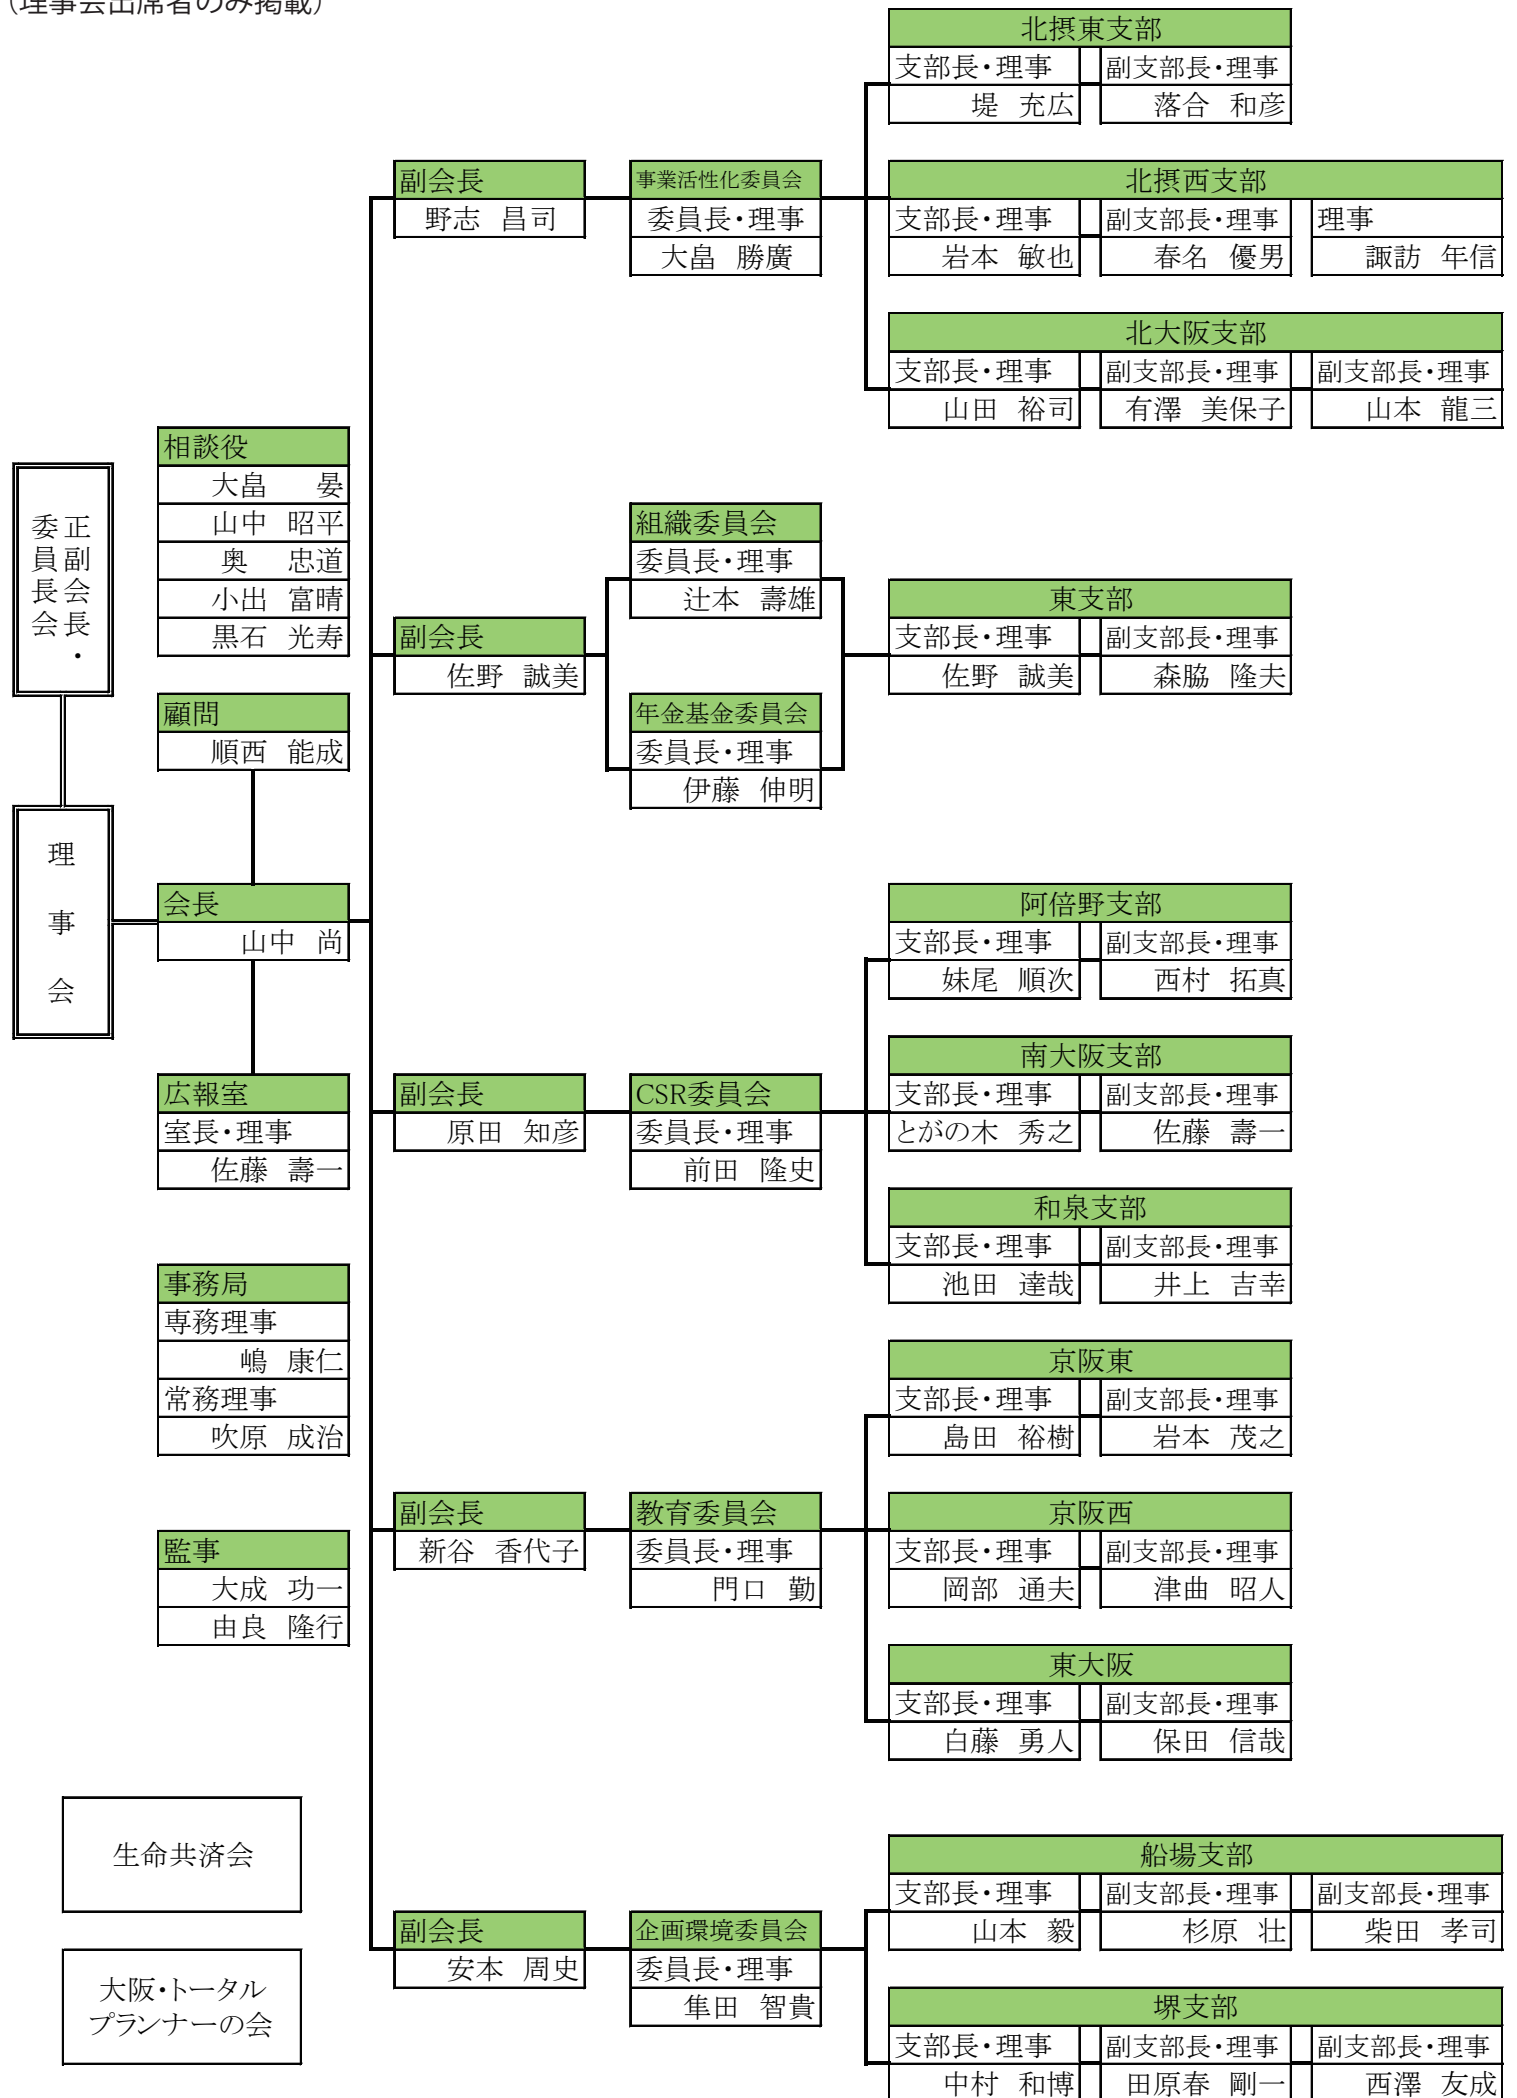 （理事会出席者のみ掲載）
正副会長・
委員長会
理事会
相談役
大畠 晏
山中 昭平
奥 忠道
小出 富晴
黒石 光寿
顧問
順西 能成
会長
山中 尚
広報室
室長・理事
佐藤 壽一
事務局
専務理事
嶋 康仁
常務理事
吹原 成治
監事
大成 功一
由良 隆行
生命共済会
大阪・トータル
プランナーの会
副会長
野志 昌司
事業活性化委員会
委員長・理事
大畠 勝廣
北摂東支部
支部長・理事 副支部長・理事
堤 充広 落合 和彦
北摂西支部
支部長・理事 副支部長・理事 理事
岩本 敏也 春名 優男 諏訪 年信
北大阪支部
支部長・理事 副支部長・理事 副支部長・理事
山田 裕司 有澤 美保子 山本 龍三
副会長
佐野 誠美
組織委員会
委員長・理事
辻本 壽雄
年金基金委員会
委員長・理事
伊藤 伸明
東支部
支部長・理事 副支部長・理事
佐野 誠美 森脇 隆夫
副会長
原田 知彦
CSR委員会
委員長・理事
前田 隆史
阿倍野支部
支部長・理事 副支部長・理事
妹尾 順次 西村 拓真
南大阪支部
支部長・理事 副支部長・理事
とがの木 秀之 佐藤 壽一
和泉支部
支部長・理事 副支部長・理事
池田 達哉 井上 吉幸
副会長
新谷 香代子
教育委員会
委員長・理事
門口 勤
京阪東
支部長・理事 副支部長・理事
島田 裕樹 岩本 茂之
京阪西
支部長・理事 副支部長・理事
岡部 通夫 津曲 昭人
東大阪
支部長・理事 副支部長・理事
白藤 勇人 保田 信哉
副会長
安本 周史
企画環境委員会
委員長・理事
隼田 智貴
船場支部
支部長・理事 副支部長・理事 副支部長・理事
山本 毅 杉原 壮 柴田 孝司
堺支部
支部長・理事 副支部長・理事 副支部長・理事
中村 和博 田原春 剛一 西澤 友成